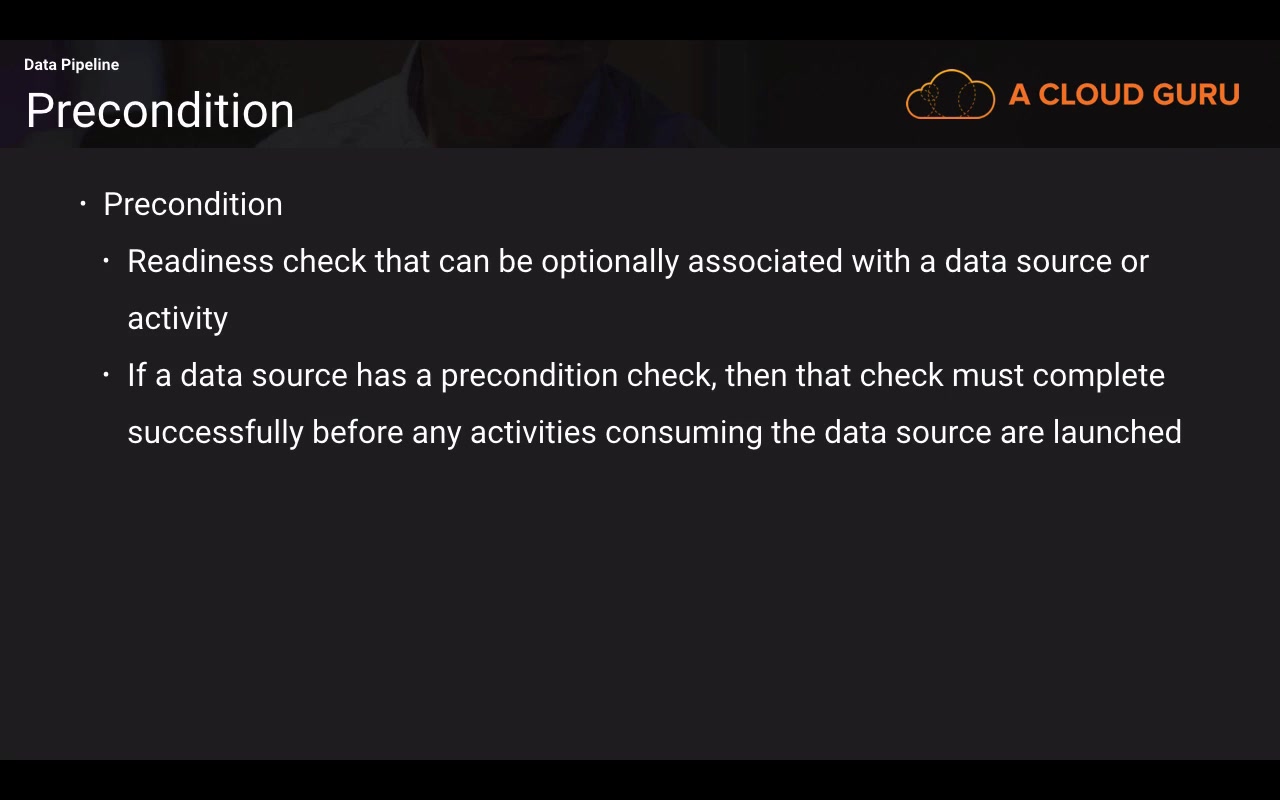 Data Pipeline
Precondition
A CLOUD GURU
· Precondition
· Readiness check that can be optionally associated with a data source or
activity
· If a data source has a precondition check, then that check must complete
successfully before any activities consuming the data source are launched